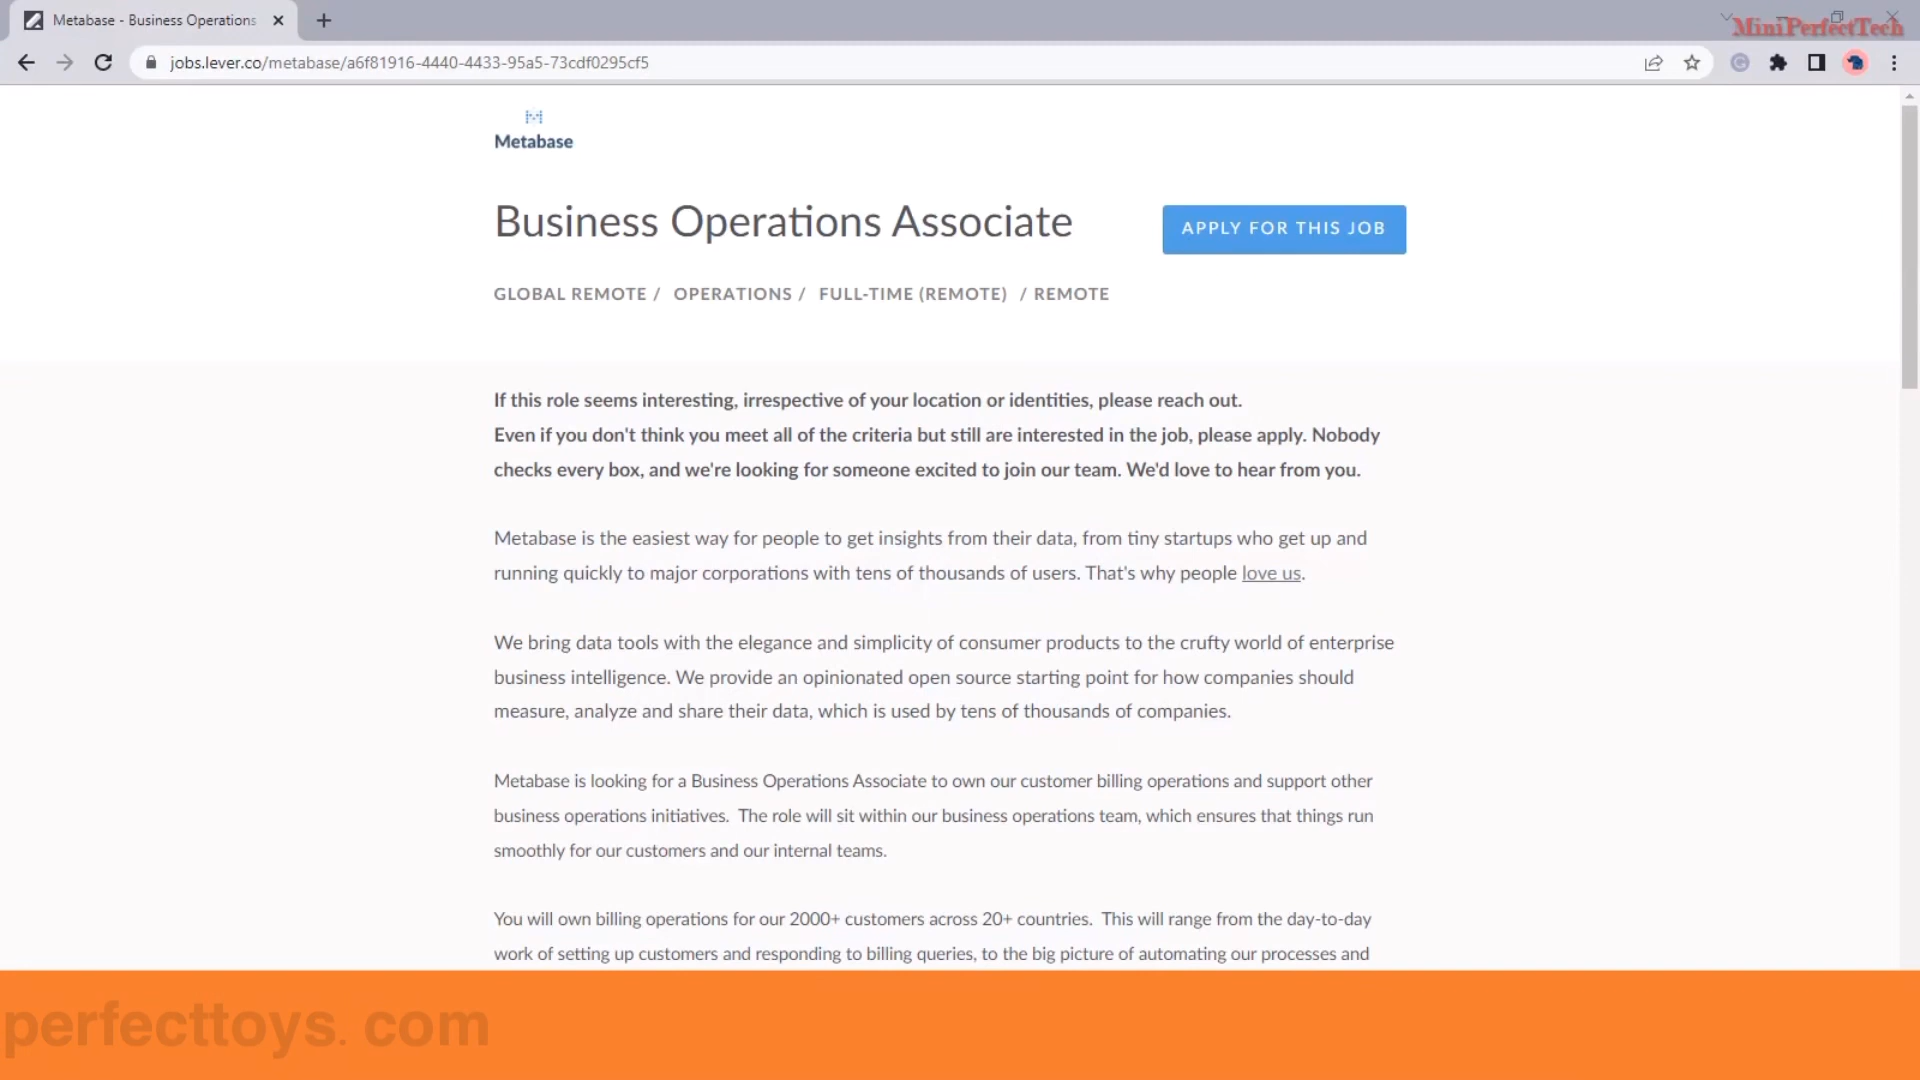 Metabase - Business Operations
MiniPerfectTech
jobs.lever.co/metabase/a6f81916-4440-4433-95a5-73cdf0295cf5
Metabase
Business Operations Associate
APPLY FOR THIS JOB
GLOBAL REMOTE / OPERATIONS / FULL-TIME (REMOTE) / REMOTE
If this role seems interesting, irrespective of your location or identities, please reach out.
Even if you don't think you meet all of the criteria but still are interested in the job, please apply. Nobody
checks every box, and we're looking for someone excited to join our team. We'd love to hear from you.
Metabase is the easiest way for people to get insights from their data, from tiny startups who get up and
running quickly to major corporations with tens of thousands of users. That's why people love us.
We bring data tools with the elegance and simplicity of consumer products to the crufty world of enterprise
business intelligence. We provide an opinionated open source starting point for how companies should
measure, analyze and share their data, which is used by tens of thousands of companies.
Metabase is looking for a Business Operations Associate to own our customer billing operations and support other
business operations initiatives. The role will sit within our business operations team, which ensures that things run
smoothly for our customers and our internal teams.
You will own billing operations for our 2000+ customers across 20+ countries. This will range from the day-to-day
work of setting up customers and responding to billing queries, to the big picture of automating our processes and
perfecttoys. com